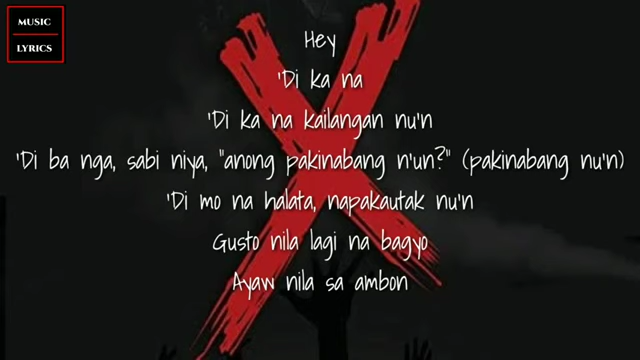 MUSIC
LYRICS
Hey
'Di ka na
'Di ka na kailangan nu'n
'Di ba nga, sabi niya, "anong pakinabang n'un?" (pakinabang nu'n)
'Di mo na halata, napakautak nu'n
Gusto nila lagi na bagyo
Ayaw nila sa ambon